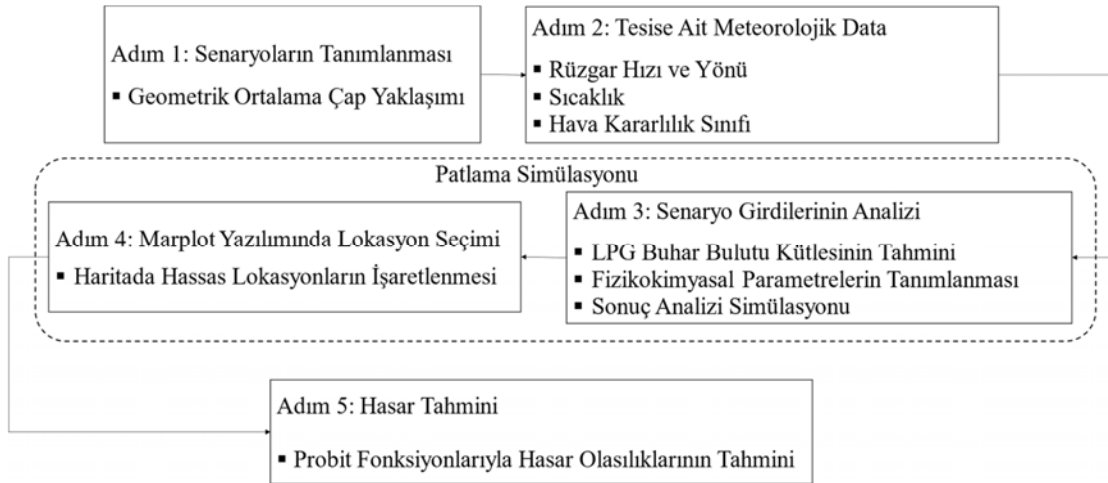 Adım 1: Senaryoların Tanımlanması
▪ Geometrik Ortalama Çap Yaklaşımı
Adım 2: Tesise Ait Meteorolojik Data
▪ Rüzgar Hızı ve Yönü
▪ Sıcaklık
▪ Hava Kararlılık Sınıfı
Patlama Simülasyonu
Adım 3: Senaryo Girdilerinin Analizi
▪ LPG Buhar Bulutu Kütlesinin Tahmini
▪ Fizikokimyasal Parametrelerin Tanımlanması
▪ Sonuç Analizi Simülasyonu
Adım 4: Marplot Yazılımında Lokasyon Seçimi
▪ Haritada Hassas Lokasyonların İşaretlenmesi
Adım 5: Hasar Tahmini
▪ Probit Fonksiyonlarıyla Hasar Olasılıklarının Tahmini